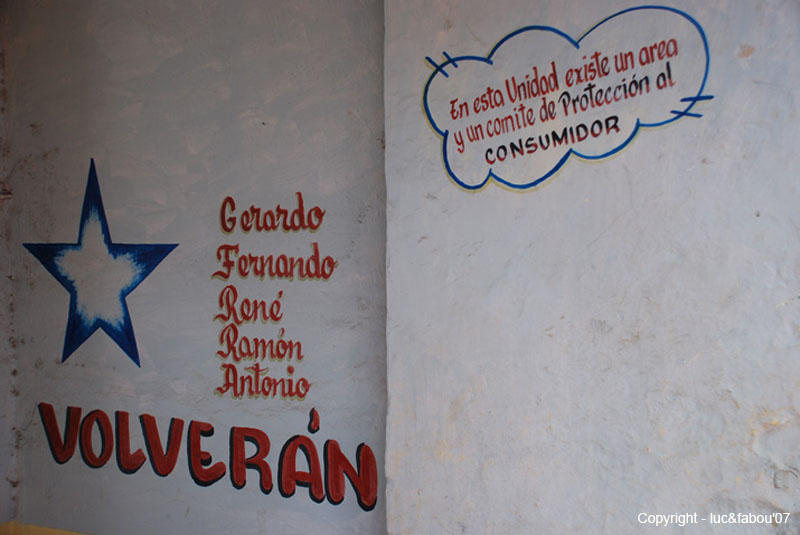 Gerardo
Fernando
René
Ramón
Antonio
VOLVERÁN
En esta Unidad existe un area
y un comite de Protección al
CONSUMIDOR
Copyright - luc&fabou'07